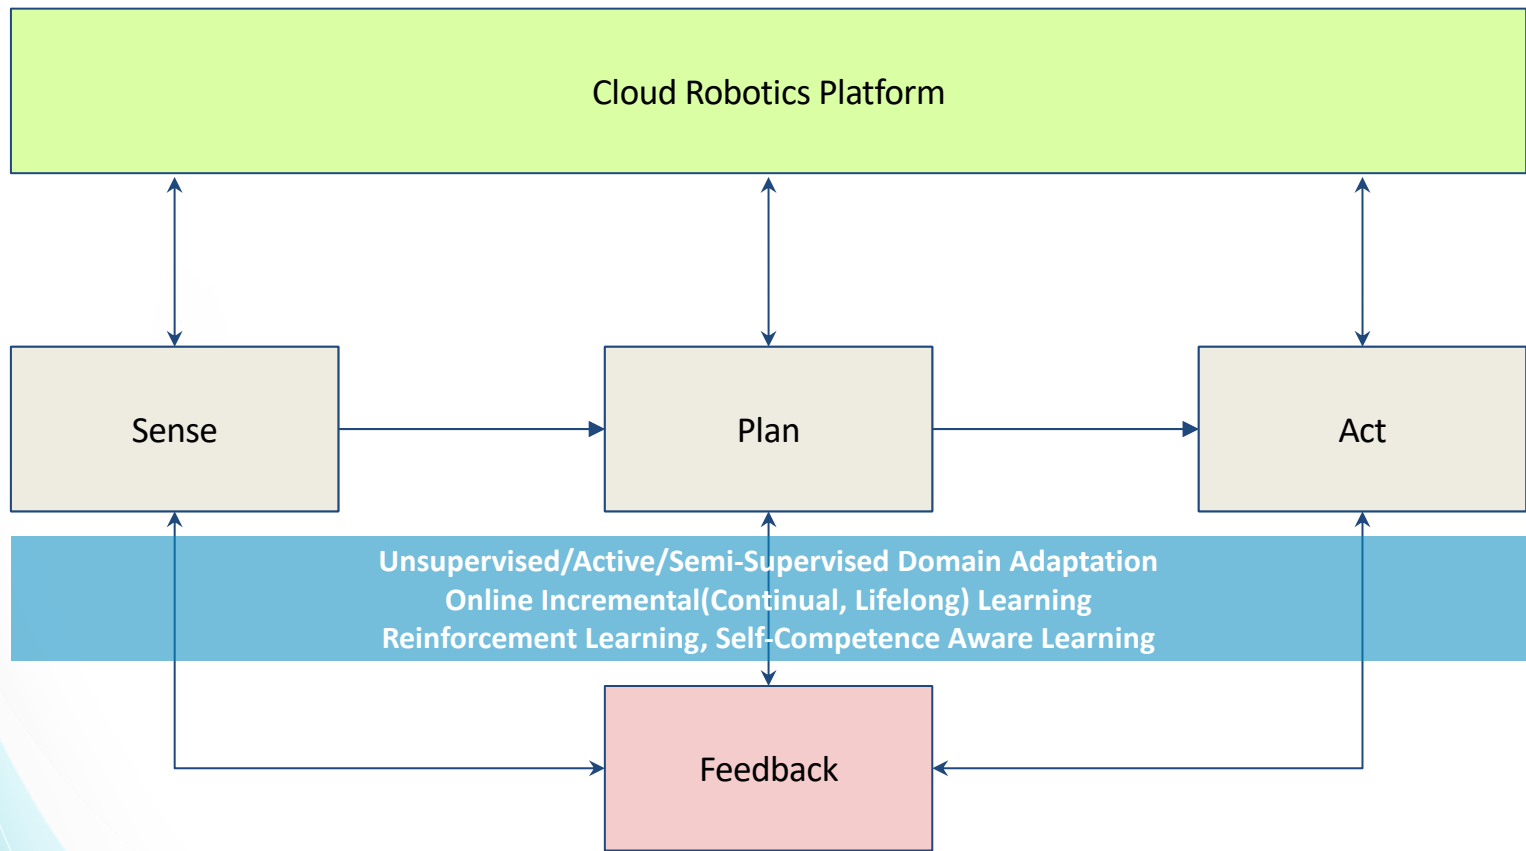 Cloud Robotics Platform
Sense
Plan
Act
Unsupervised/Active/Semi-Supervised Domain Adaptation
Online Incremental(Continual, Lifelong) Learning
Reinforcement Learning, Self-Competence Aware Learning
Feedback